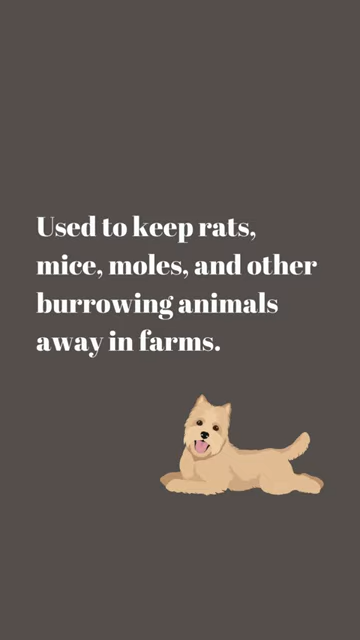 Used to keep rats,
mice, moles, and other
burrowing animals
away in farms.